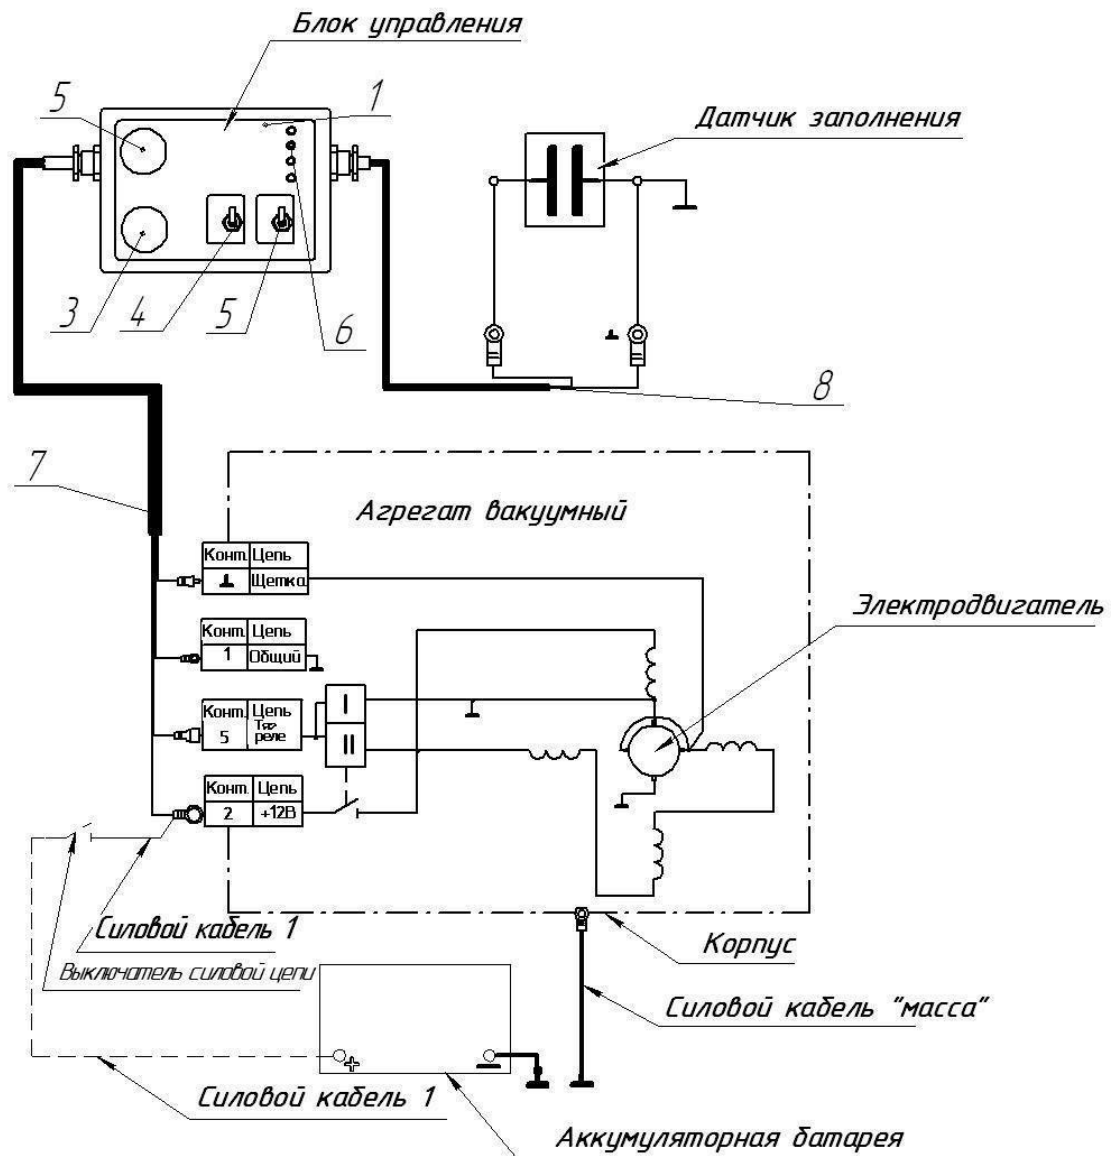 Блок управления
5
1
Датчик заполнения
3
4
5
6
8
7
Агрегат вакуумный
Конт. Цепь
⊥ Щетка
Электродвигатель
Конт. Цепь
1 Общий
Конт. Цепь
5 Тяг. реле
I
II
Конт. Цепь
2 +12В
Силовой кабель 1
Корпус
Выключатель силовой цепи
Силовой кабель "масса"
+
Силовой кабель 1
Аккумуляторная батарея